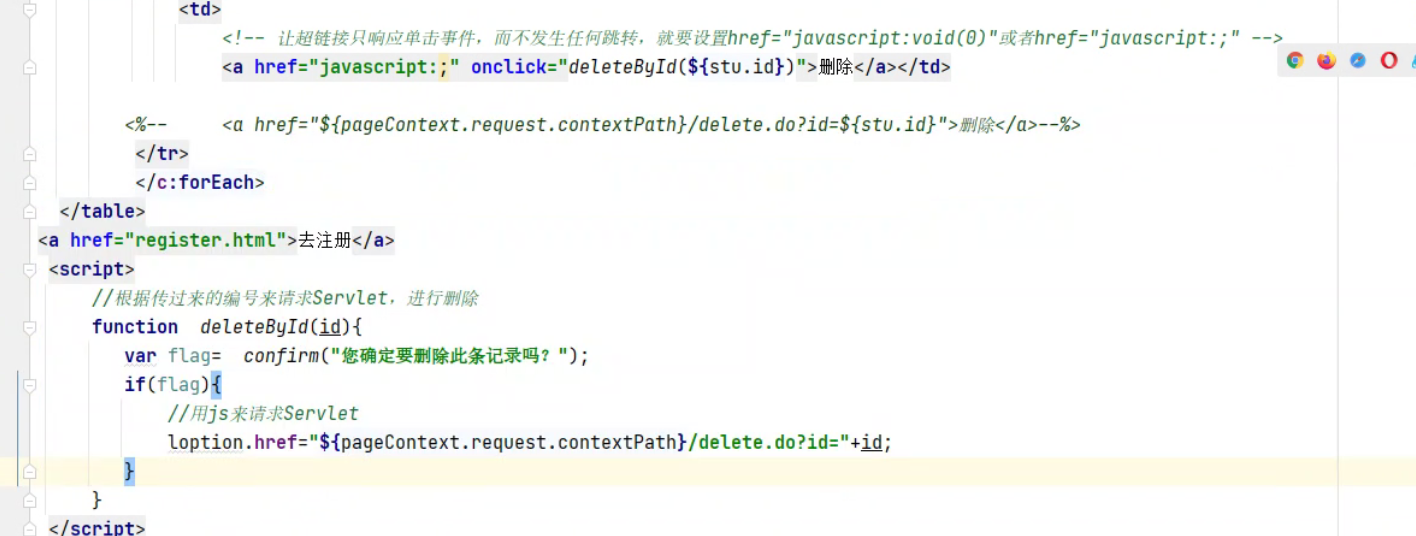 <td>
<!-- 让超链接只响应单击事件，而不发生任何跳转，就要设置href="javascript:void(0)"或者href="javascript:;" -->
<a href="javascript:;" onclick="deleteById(${stu.id})">删除</a></td>
<%-- <a href="${pageContext.request.contextPath}/delete.do?id=${stu.id}">删除</a>--%>
</tr>
</c:forEach>
</table>
<a href="register.html">去注册</a>
<script>
//根据传过来的编号来请求Servlet，进行删除
function deleteById(id){
var flag= confirm("您确定要删除此条记录吗？");
if(flag){
//用js来请求Servlet
loption.href="${pageContext.request.contextPath}/delete.do?id="+id;
}
}
</script>